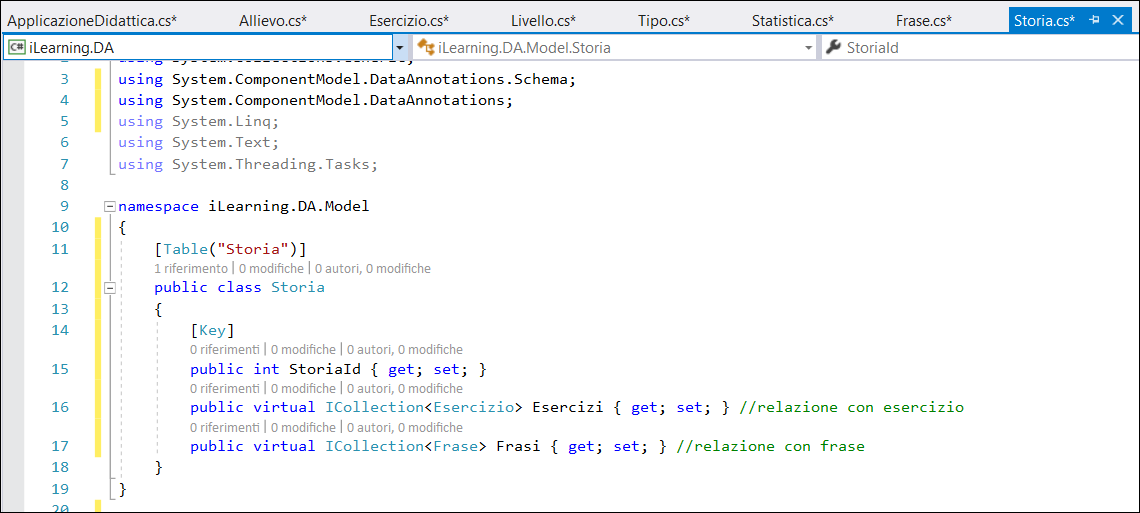 ApplicazioneDidattica.cs* Allievo.cs* Esercizio.cs* Livello.cs* Tipo.cs* Statistica.cs* Frase.cs* Storia.cs*
C# iLearning.DA iLearning.DA.Model.Storia StoriaId
3 using System.ComponentModel.DataAnnotations.Schema;
4 using System.ComponentModel.DataAnnotations;
5 using System.Linq;
6 using System.Text;
7 using System.Threading.Tasks;
8
9 namespace iLearning.DA.Model
10 {
11 [Table("Storia")]
1 riferimento | 0 modifiche | 0 autori, 0 modifiche
12 public class Storia
13 {
14 [Key]
0 riferimenti | 0 modifiche | 0 autori, 0 modifiche
15 public int StoriaId { get; set; }
0 riferimenti | 0 modifiche | 0 autori, 0 modifiche
16 public virtual ICollection<Esercizio> Esercizi { get; set; } //relazione con esercizio
0 riferimenti | 0 modifiche | 0 autori, 0 modifiche
17 public virtual ICollection<Frase> Frasi { get; set; } //relazione con frase
18 }
19 }
20